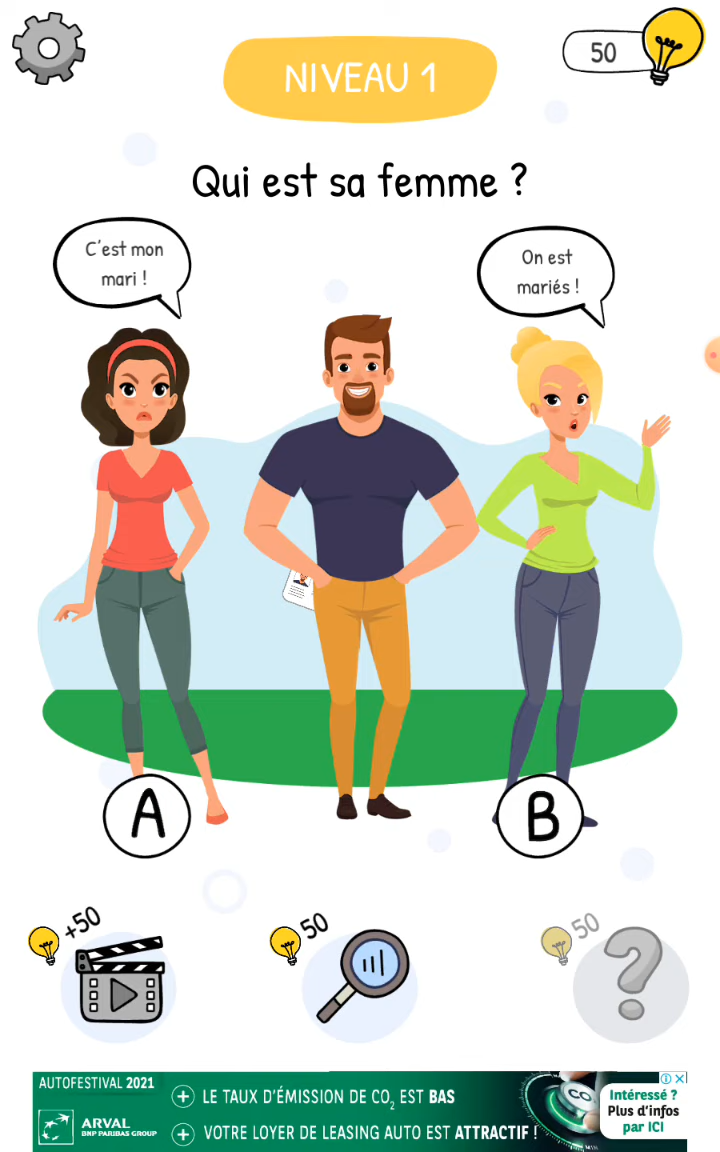 50
NIVEAU 1
Qui est sa femme ?
C'est mon
mari !
On est
mariés !
A
B
+50
50
50
?
AUTOFESTIVAL 2021
ARVAL
BNP PARIBAS GROUP
+ LE TAUX D'ÉMISSION DE CO2 EST BAS
+ VOTRE LOYER DE LEASING AUTO EST ATTRACTIF !
CO
Intéressé ?
Plus d'infos
par ICI